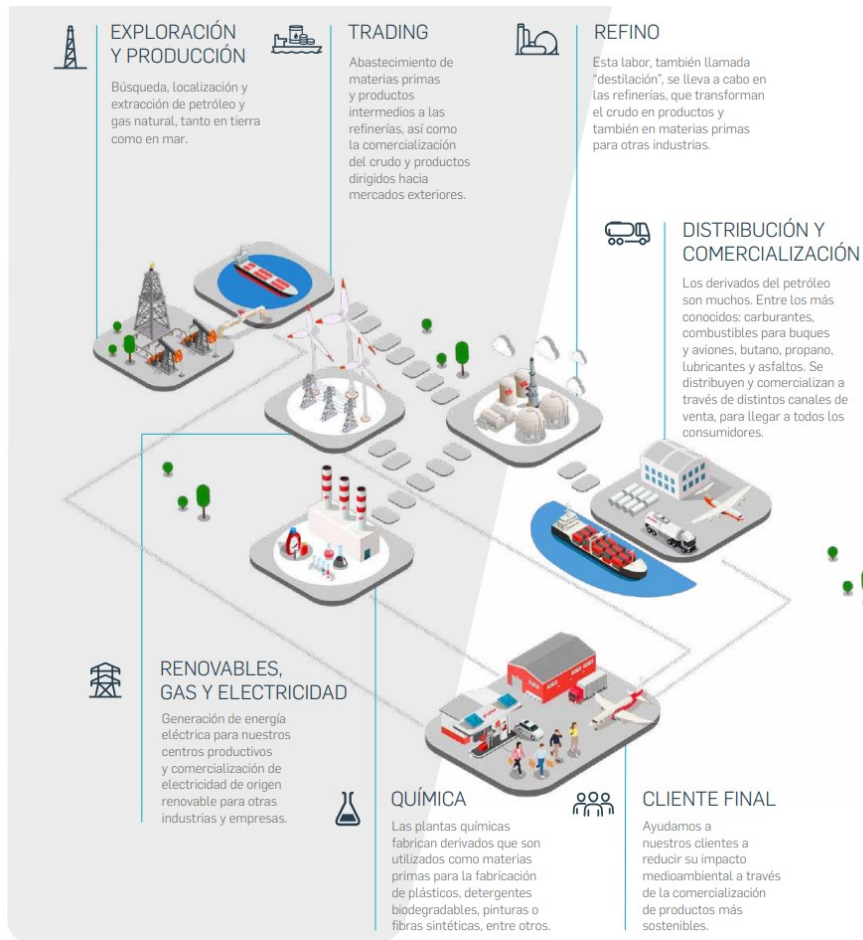 EXPLORACIÓN
Y PRODUCCIÓN
Búsqueda, localización y
extracción de petróleo y
gas natural, tanto en tierra
como en mar.
TRADING
Abastecimiento de
materias primas
y productos
intermedios a las
refinerías, así como
la comercialización
del crudo y productos
dirigidos hacia
mercados exteriores.
REFINO
Esta labor, también llamada
“destilación”, se lleva a cabo en
las refinerías, que transforman
el crudo en productos y
también en materias primas
para otras industrias.
DISTRIBUCIÓN Y
COMERCIALIZACIÓN
Los derivados del petróleo
son muchos. Entre los más
conocidos: carburantes,
combustibles para buques
y aviones, butano, propano,
lubricantes y asfaltos. Se
distribuyen y comercializan a
través de distintos canales de
venta, para llegar a todos los
consumidores.
RENOVABLES,
GAS Y ELECTRICIDAD
Generación de energía
eléctrica para nuestros
centros productivos
y comercialización de
electricidad de origen
renovable para otras
industrias y empresas.
QUÍMICA
Las plantas químicas
fabrican derivados que son
utilizados como materias
primas para la fabricación
de plásticos, detergentes
biodegradables, pinturas o
fibras sintéticas, entre otros.
CLIENTE FINAL
Ayudamos a
nuestros clientes a
reducir su impacto
medioambiental a través
de la comercialización
de productos más
sostenibles.